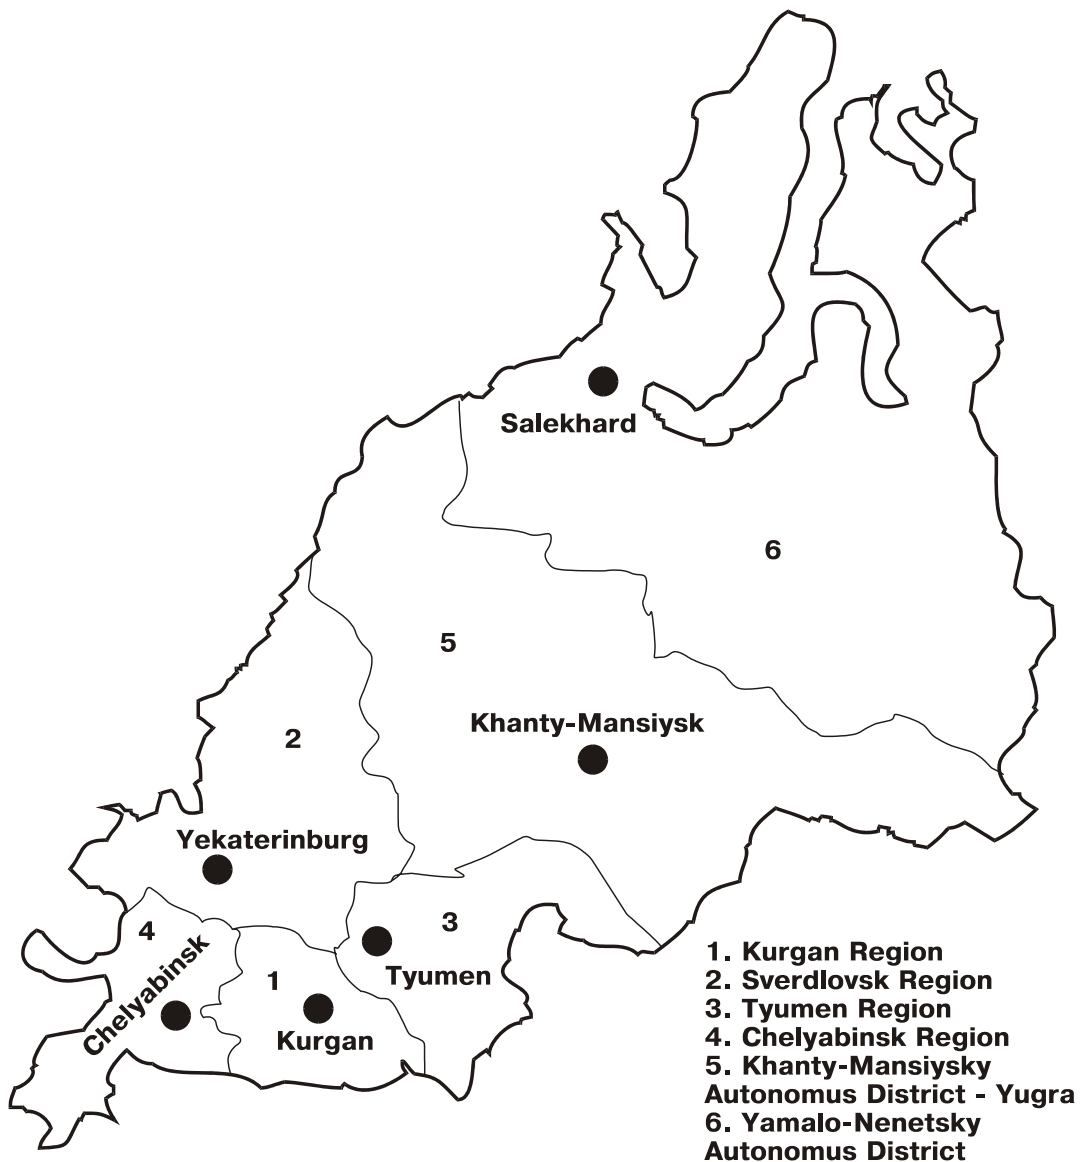 Salekhard
6
5
Khanty-Mansiysk
2
Yekaterinburg
3
4
Tyumen
Chelyabinsk
1
Kurgan
1. Kurgan Region
2. Sverdlovsk Region
3. Tyumen Region
4. Chelyabinsk Region
5. Khanty-Mansiysky
Autonomus District - Yugra
6. Yamalo-Nenetsky
Autonomus District